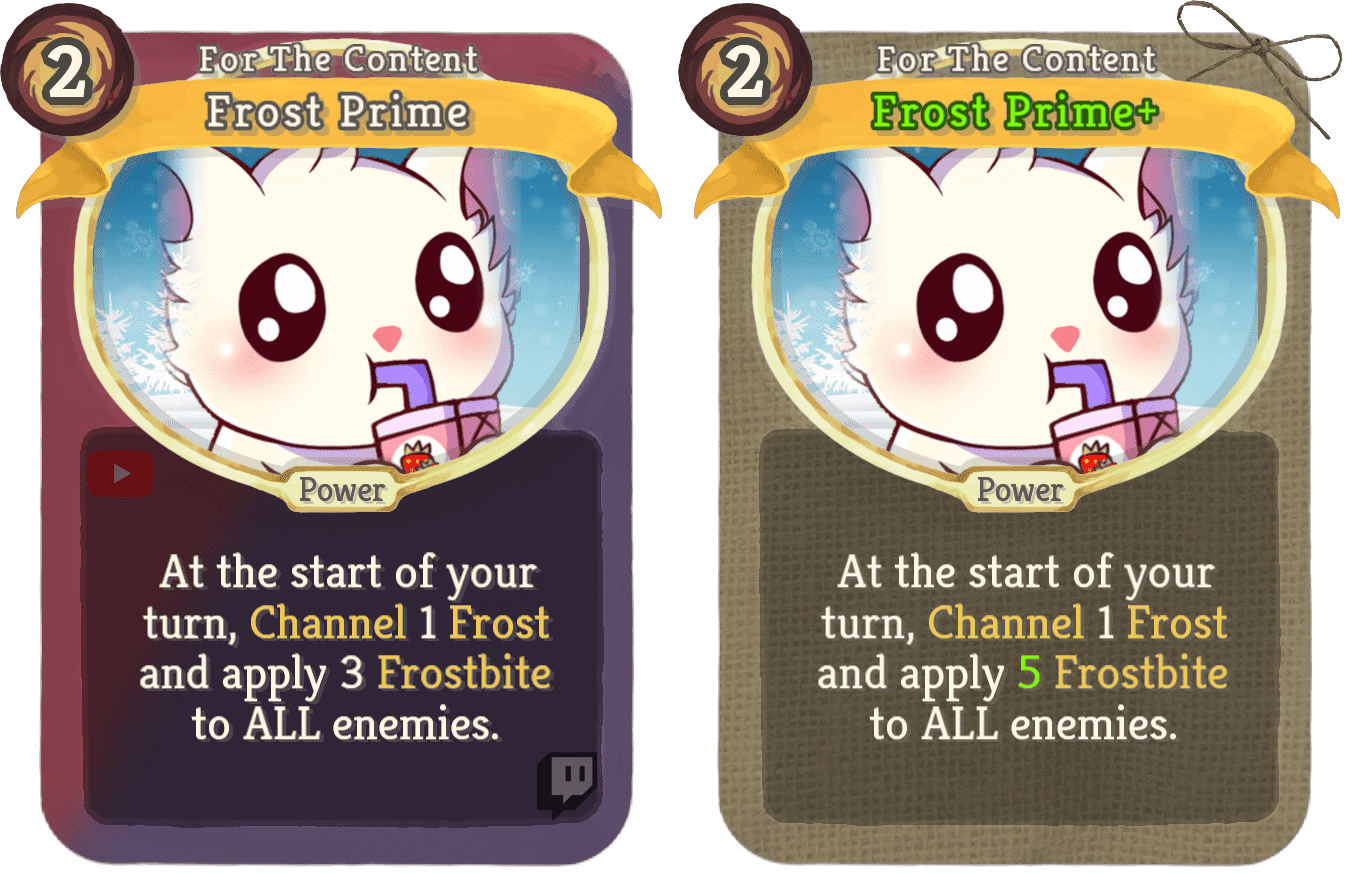 2
For The Content
Frost Prime
Power
At the start of your
turn, Channel 1 Frost
and apply 3 Frostbite
to ALL enemies.
2
For The Content
Frost Prime+
Power
At the start of your
turn, Channel 1 Frost
and apply 5 Frostbite
to ALL enemies.